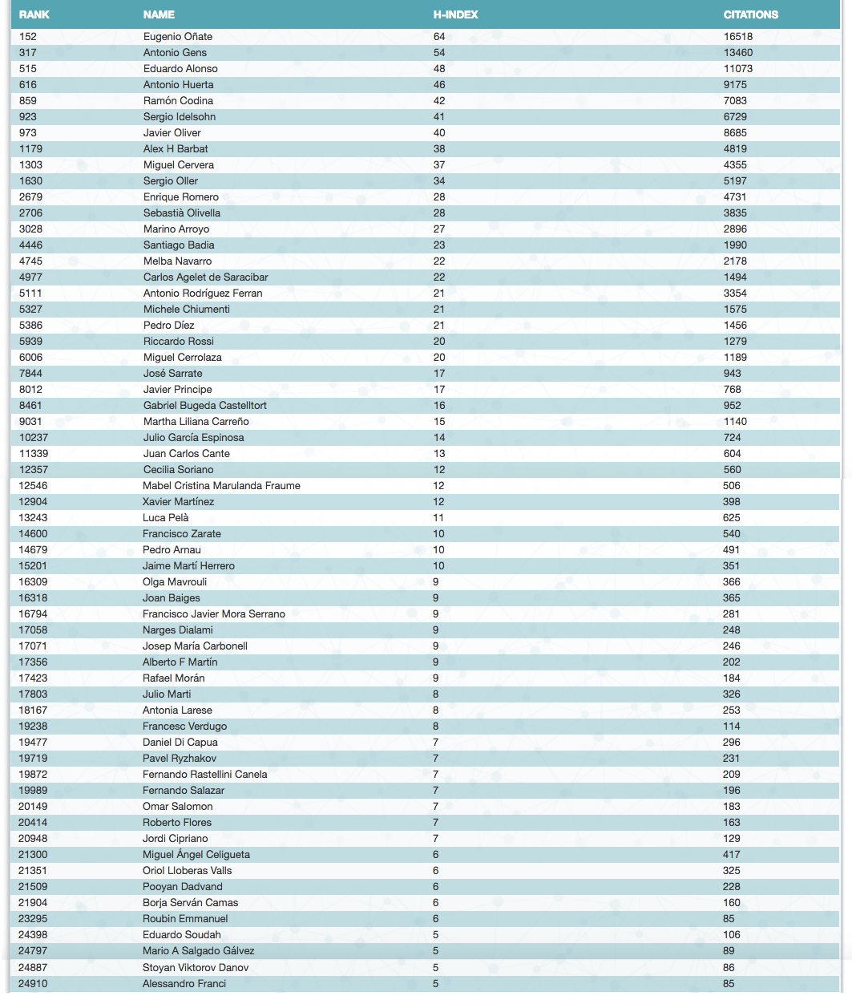 RANK NAME H-INDEX CITATIONS
152 Eugenio Oñate 64 16518
317 Antonio Gens 54 13460
515 Eduardo Alonso 48 11073
616 Antonio Huerta 46 9175
859 Ramón Codina 42 7083
923 Sergio Idelsohn 41 6729
973 Javier Oliver 40 8685
1179 Alex H Barbat 38 4819
1303 Miguel Cervera 37 4355
1630 Sergio Oller 34 5197
2679 Enrique Romero 28 4731
2706 Sebastià Olivella 28 3835
3028 Marino Arroyo 27 2896
4446 Santiago Badia 23 1990
4745 Melba Navarro 22 2178
4977 Carlos Agelet de Saracibar 22 1494
5111 Antonio Rodríguez Ferran 21 3354
5327 Michele Chiumenti 21 1575
5386 Pedro Díez 21 1456
5939 Riccardo Rossi 20 1279
6006 Miguel Cerrolaza 20 1189
7844 José Sarrate 17 943
8012 Javier Principe 17 768
8461 Gabriel Bugeda Castelltort 16 952
9031 Martha Liliana Carreño 15 1140
10237 Julio García Espinosa 14 724
11339 Juan Carlos Cante 13 604
12357 Cecilia Soriano 12 560
12546 Mabel Cristina Marulanda Fraume 12 506
12904 Xavier Martínez 12 398
13243 Luca Pelà 11 625
14600 Francisco Zarate 10 540
14679 Pedro Arnau 10 491
15201 Jaime Martí Herrero 10 351
16309 Olga Mavrouli 9 366
16318 Joan Baiges 9 365
16794 Francisco Javier Mora Serrano 9 281
17058 Narges Dialami 9 248
17071 Josep María Carbonell 9 246
17356 Alberto F Martín 9 202
17423 Rafael Morán 9 184
17803 Julio Marti 8 326
18167 Antonia Larese 8 253
19238 Francesc Verdugo 8 114
19477 Daniel Di Capua 7 296
19719 Pavel Ryzhakov 7 231
19872 Fernando Rastellini Canela 7 209
19989 Fernando Salazar 7 196
20149 Omar Salomon 7 183
20414 Roberto Flores 7 163
20948 Jordi Cipriano 7 129
21300 Miguel Ángel Celigueta 6 417
21351 Oriol Lloberas Valls 6 325
21509 Pooyan Dadvand 6 228
21904 Borja Serván Camas 6 160
23295 Roubin Emmanuel 6 85
24398 Eduardo Soudah 5 106
24797 Mario A Salgado Gálvez 5 89
24887 Stoyan Viktorov Danov 5 86
24910 Alessandro Franci 5 85